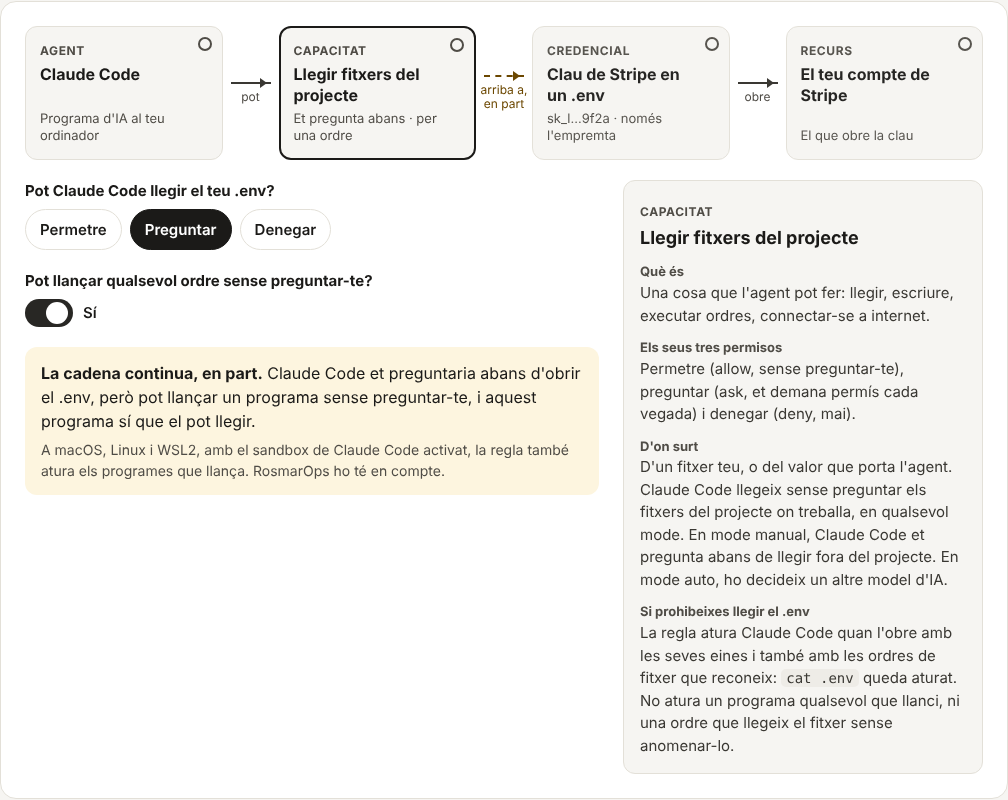 AGENT
Claude Code
Programa d'IA al teu
ordinador
pot
CAPACITAT
Llegir fitxers del
projecte
Et pregunta abans · per
una ordre
arriba a,
en part
CREDENCIAL
Clau de Stripe en
un .env
sk_l…9f2a · només
l'empremta
obre
RECURS
El teu compte de
Stripe
El que obre la clau
Pot Claude Code llegir el teu .env?
Permetre
Preguntar
Denegar
Pot llançar qualsevol ordre sense preguntar-te?
Sí
La cadena continua, en part. Claude Code et preguntaria abans d'obrir
el .env, però pot llançar un programa sense preguntar-te, i aquest
programa sí que el pot llegir.
A macOS, Linux i WSL2, amb el sandbox de Claude Code activat, la regla també
atura els programes que llança. RosmarOps ho té en compte.
CAPACITAT
Llegir fitxers del projecte
Què és
Una cosa que l'agent pot fer: llegir, escriure,
executar ordres, connectar-se a internet.
Els seus tres permisos
Permetre (allow, sense preguntar-te),
preguntar (ask, et demana permís cada
vegada) i denegar (deny, mai).
D'on surt
D'un fitxer teu, o del valor que porta l'agent.
Claude Code llegeix sense preguntar els
fitxers del projecte on treballa, en qualsevol
mode. En mode manual, Claude Code et
pregunta abans de llegir fora del projecte. En
mode auto, ho decideix un altre model d'IA.
Si prohibeixes llegir el .env
La regla atura Claude Code quan l'obre amb
les seves eines i també amb les ordres de
fitxer que reconeix: cat .env queda aturat.
No atura un programa qualsevol que llanci, ni
una ordre que llegeix el fitxer sense
anomenar-lo.